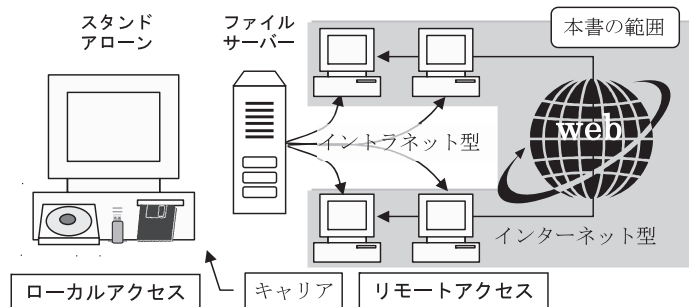 スタンド
アローン
ファイル
サーバー
本書の範囲
イントラネット型
web
インターネット型
ローカルアクセス
キャリア
リモートアクセス